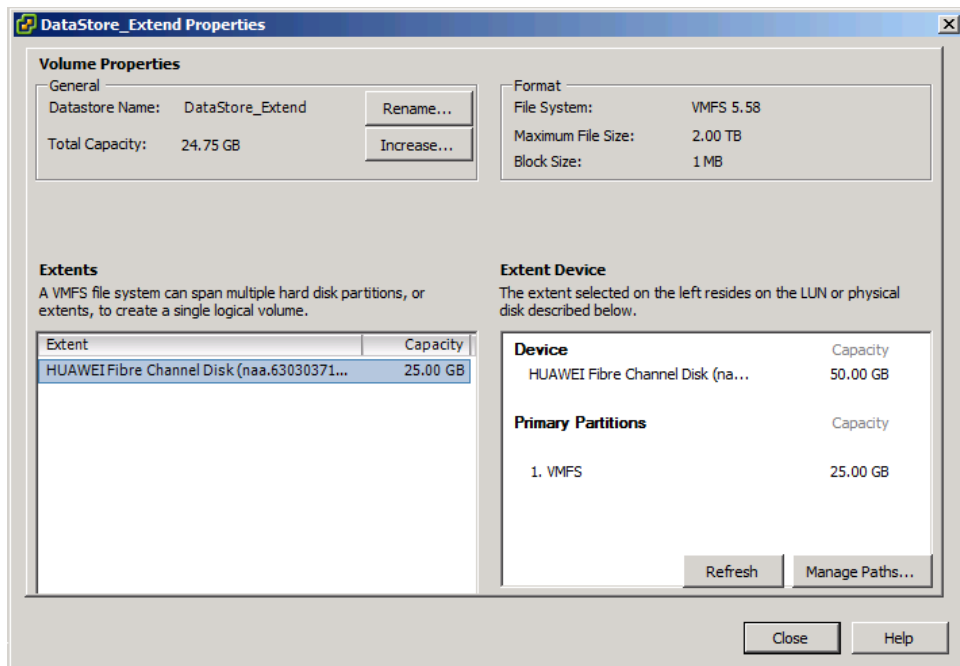 DataStore_Extend Properties
Volume Properties
General
Datastore Name: DataStore_Extend
Rename...
Total Capacity: 24.75 GB
Increase...
Format
File System: VMFS 5.58
Maximum File Size: 2.00 TB
Block Size: 1 MB
Extents
A VMFS file system can span multiple hard disk partitions, or
extents, to create a single logical volume.
Extent Capacity
HUAWEI Fibre Channel Disk (naa.63030371... 25.00 GB
Extent Device
The extent selected on the left resides on the LUN or physical
disk described below.
Device Capacity
HUAWEI Fibre Channel Disk (na... 50.00 GB
Primary Partitions Capacity
1. VMFS 25.00 GB
Refresh Manage Paths...
Close Help